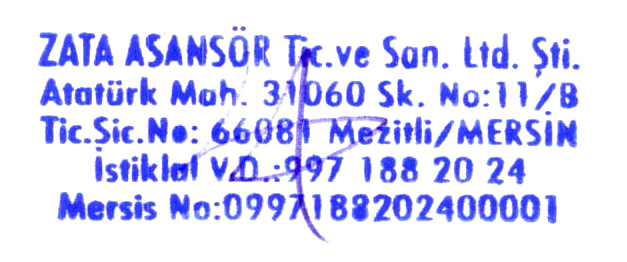 ZATA ASANSÖR Tic.ve San. Ltd. Şti.
Atatürk Mah. 31060 Sk. No:11/B
Tic.Sic.No: 66081 Mezitli/MERSİN
İstiklal V.D.:997 188 20 24
Mersis No:0997188202400001